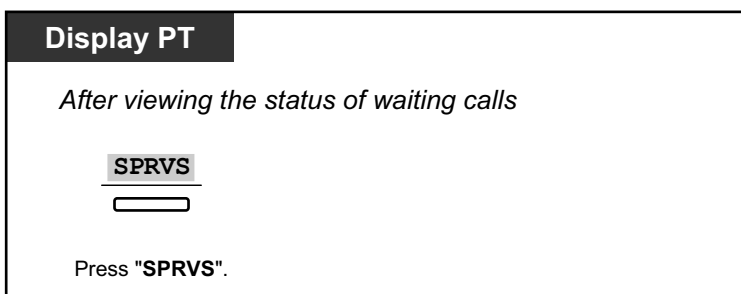 Display PT
After viewing the status of waiting calls
SPRVS
Press "SPRVS".